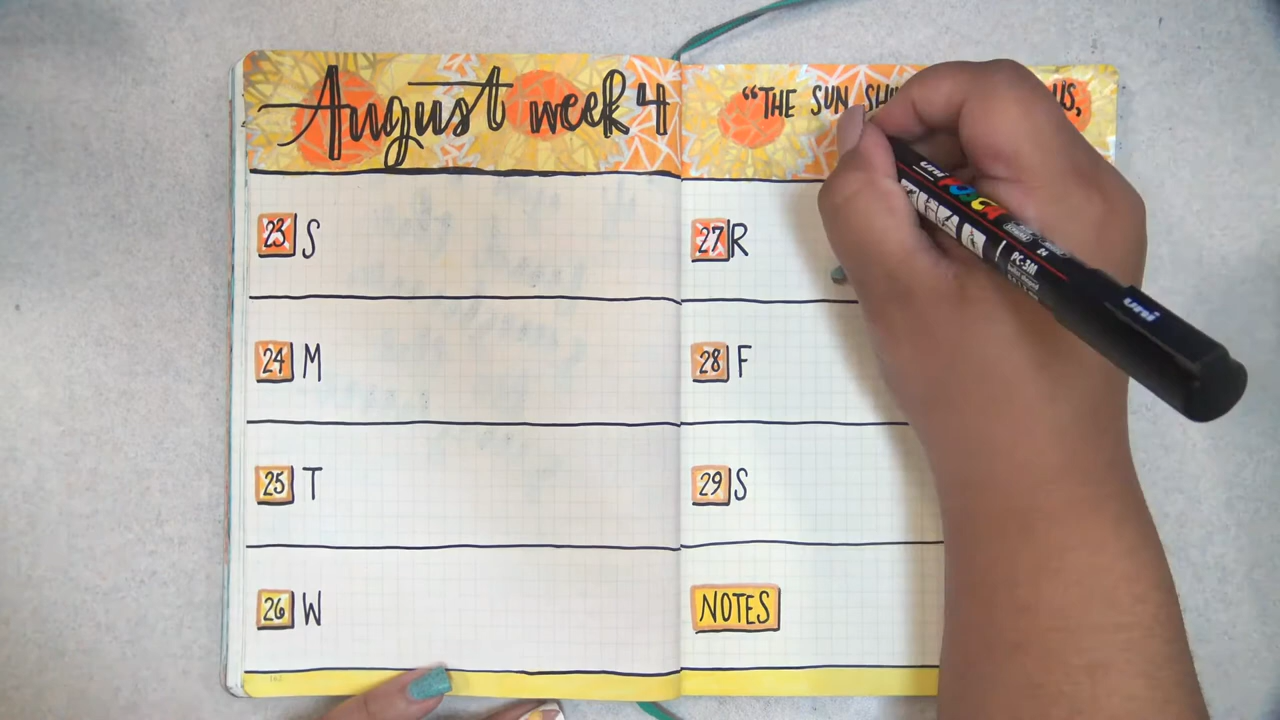 August week 4
"THE SUN
US,
23 S
24 M
25 T
26 W
27 R
28 F
29 S
NOTES
uni POSCA
PC-3M
uni